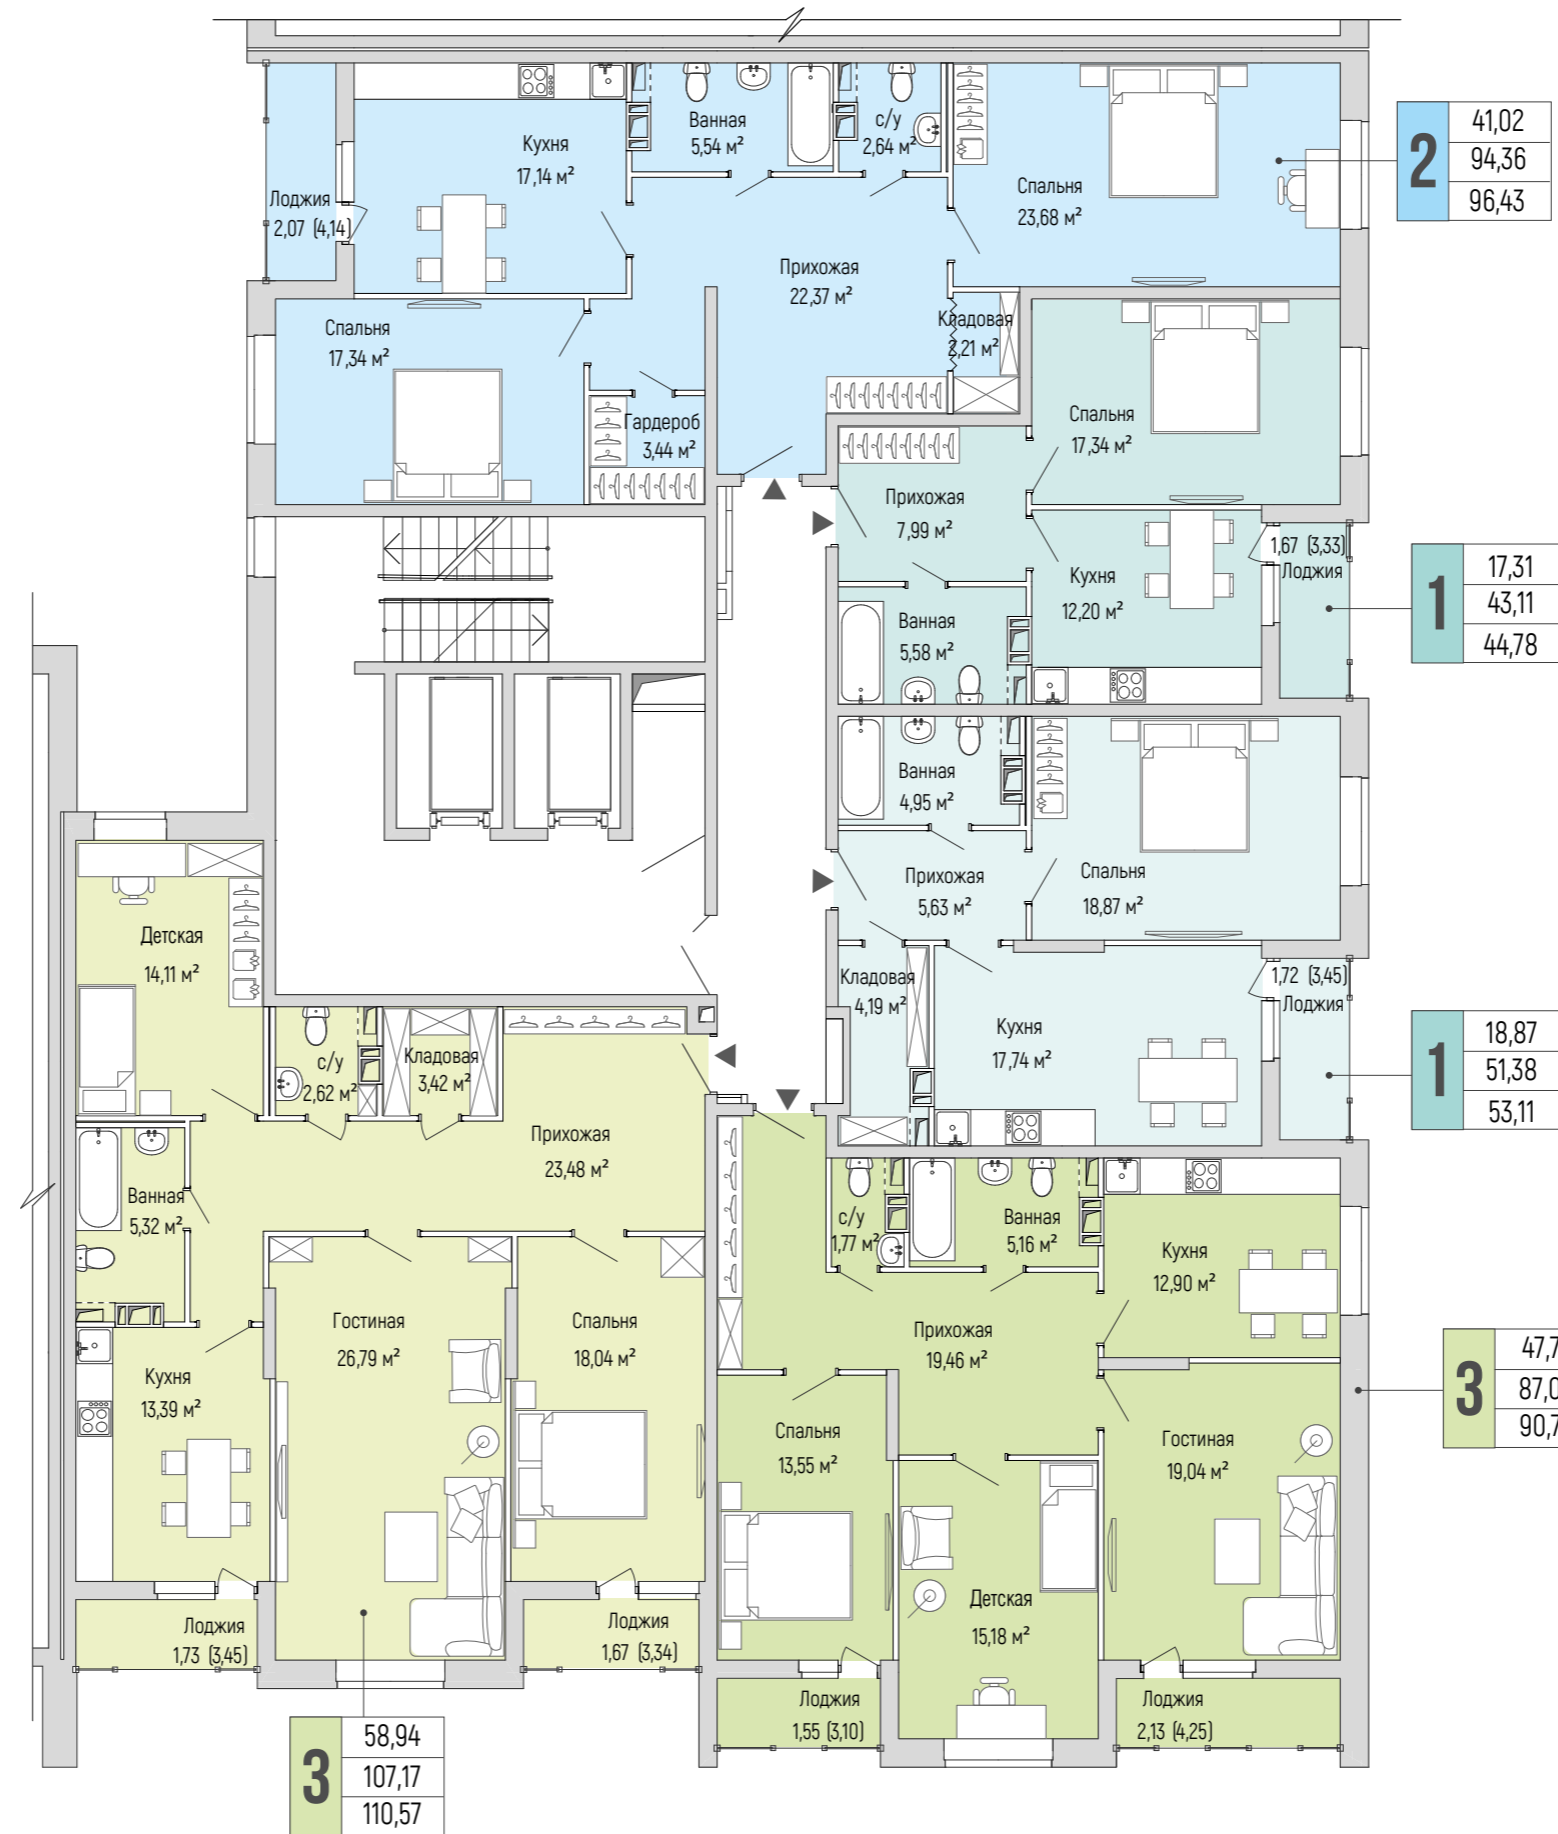 Кухня
17,14 м²
Ванная
5,54 м²
с/у
2,64 м²
Спальня
23,68 м²
2
41,02
94,36
96,43
Лоджия
2,07 (4,14)
Прихожая
22,37 м²
Кладовая
2,21 м²
Спальня
17,34 м²
Гардероб
3,44 м²
Спальня
17,34 м²
Прихожая
7,99 м²
Кухня
12,20 м²
1,67 (3,33)
Лоджия
1
17,31
43,11
44,78
Ванная
5,58 м²
Ванная
4,95 м²
Прихожая
5,63 м²
Спальня
18,87 м²
Кладовая
4,19 м²
Кухня
17,74 м²
1,72 (3,45)
Лоджия
1
18,87
51,38
53,11
Детская
14,11 м²
с/у
2,62 м²
Кладовая
3,42 м²
Прихожая
23,48 м²
Ванная
5,32 м²
Кухня
13,39 м²
Гостиная
26,79 м²
Спальня
18,04 м²
Лоджия
1,73 (3,45)
Лоджия
1,67 (3,34)
3
58,94
107,17
110,57
с/у
1,77 м²
Ванная
5,16 м²
Кухня
12,90 м²
Прихожая
19,46 м²
Спальня
13,55 м²
Детская
15,18 м²
Гостиная
19,04 м²
Лоджия
1,55 (3,10)
Лоджия
2,13 (4,25)
3
47,7
87,0
90,7